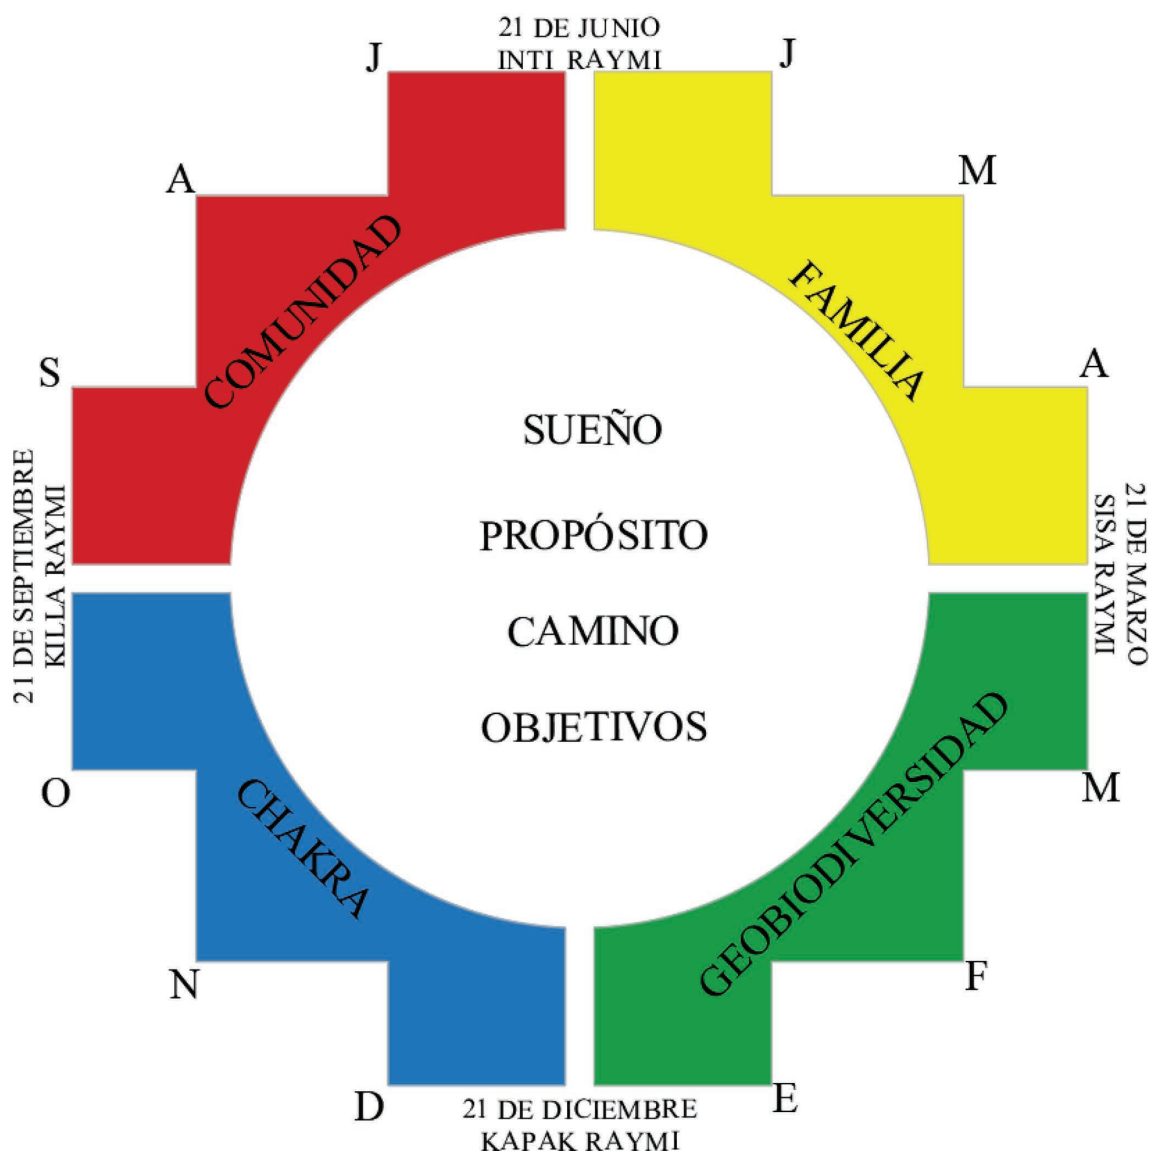 21 DE JUNIO
INTI RAYMI
J
J
A
M
COMUNIDAD
FAMILIA
S
A
SUEÑO
PROPÓSITO
CAMINO
OBJETIVOS
21 DE SEPTIEMBRE
KILLA RAYMI
21 DE MARZO
SISA RAYMI
O
M
CHAKRA
GEOBIODIVERSIDAD
N
F
D
E
21 DE DICIEMBRE
KAPAK RAYMI